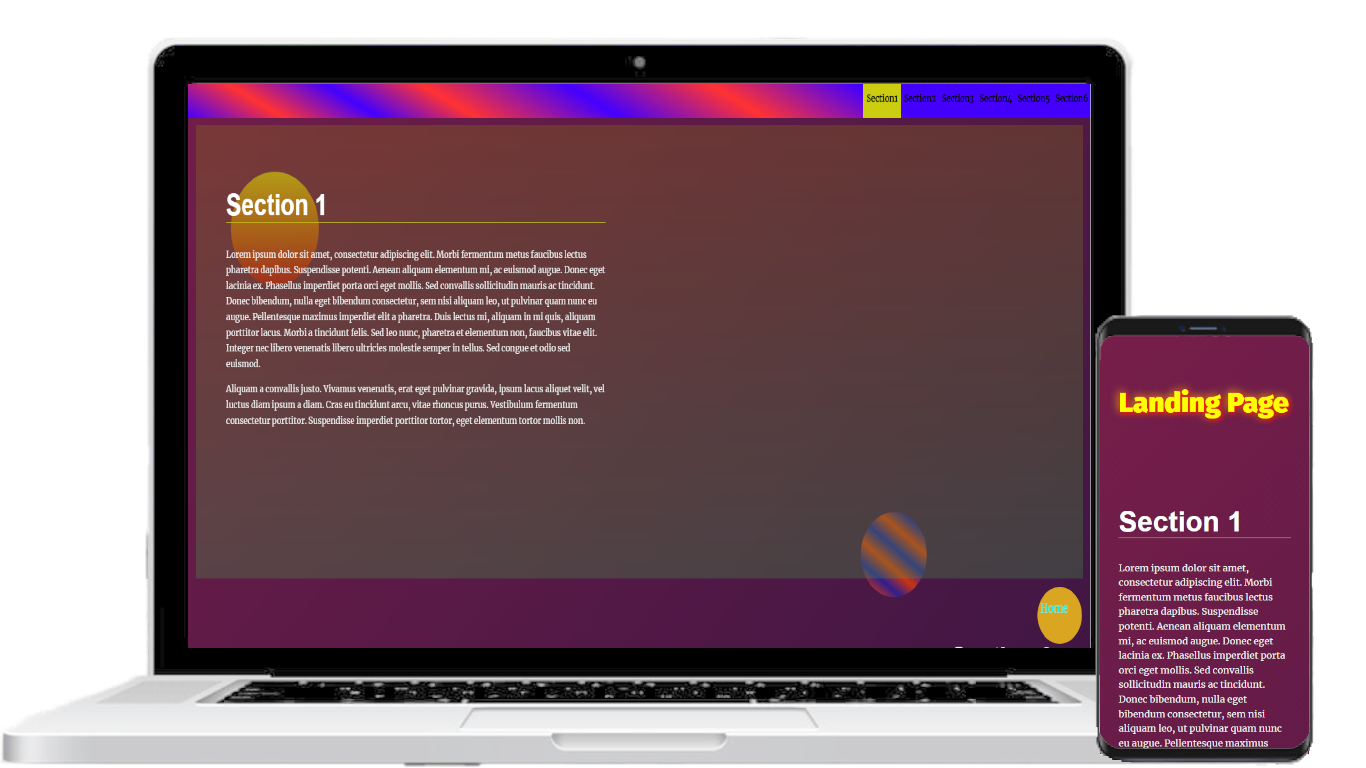 Section1 Section2 Section3 Section4 Section5 Section6
Section 1
Lorem ipsum dolor sit amet, consectetur adipiscing elit. Morbi fermentum metus faucibus lectus
pharetra dapibus. Suspendisse potenti. Aenean aliquam elementum mi, ac euismod augue. Donec eget
lacinia ex. Phasellus imperdiet porta orci eget mollis. Sed convallis sollicitudin mauris ac tincidunt.
Donec bibendum, nulla eget bibendum consectetur, sem nisi aliquam leo, ut pulvinar quam nunc eu
augue. Pellentesque maximus imperdiet elit a pharetra. Duis lectus mi, aliquam in mi quis, aliquam
porttitor lacus. Morbi a tincidunt felis. Sed leo nunc, pharetra et elementum non, faucibus vitae elit.
Integer nec libero venenatis libero ultricies molestie semper in tellus. Sed congue et odio sed
euismod.
Aliquam a convallis justo. Vivamus venenatis, erat eget pulvinar gravida, ipsum lacus aliquet velit, vel
luctus diam ipsum a diam. Cras eu tincidunt arcu, vitae rhoncus purus. Vestibulum fermentum
consectetur porttitor. Suspendisse imperdiet porttitor tortor, eget elementum tortor mollis non.
Home
Landing Page
Section 1
Lorem ipsum dolor sit amet,
consectetur adipiscing elit. Morbi
fermentum metus faucibus lectus
pharetra dapibus. Suspendisse
potenti. Aenean aliquam elementum
mi, ac euismod augue. Donec eget
lacinia ex. Phasellus imperdiet porta
orci eget mollis. Sed convallis
sollicitudin mauris ac tincidunt.
Donec bibendum, nulla eget
bibendum consectetur, sem nisi
aliquam leo, ut pulvinar quam nunc
eu augue. Pellentesque maximus